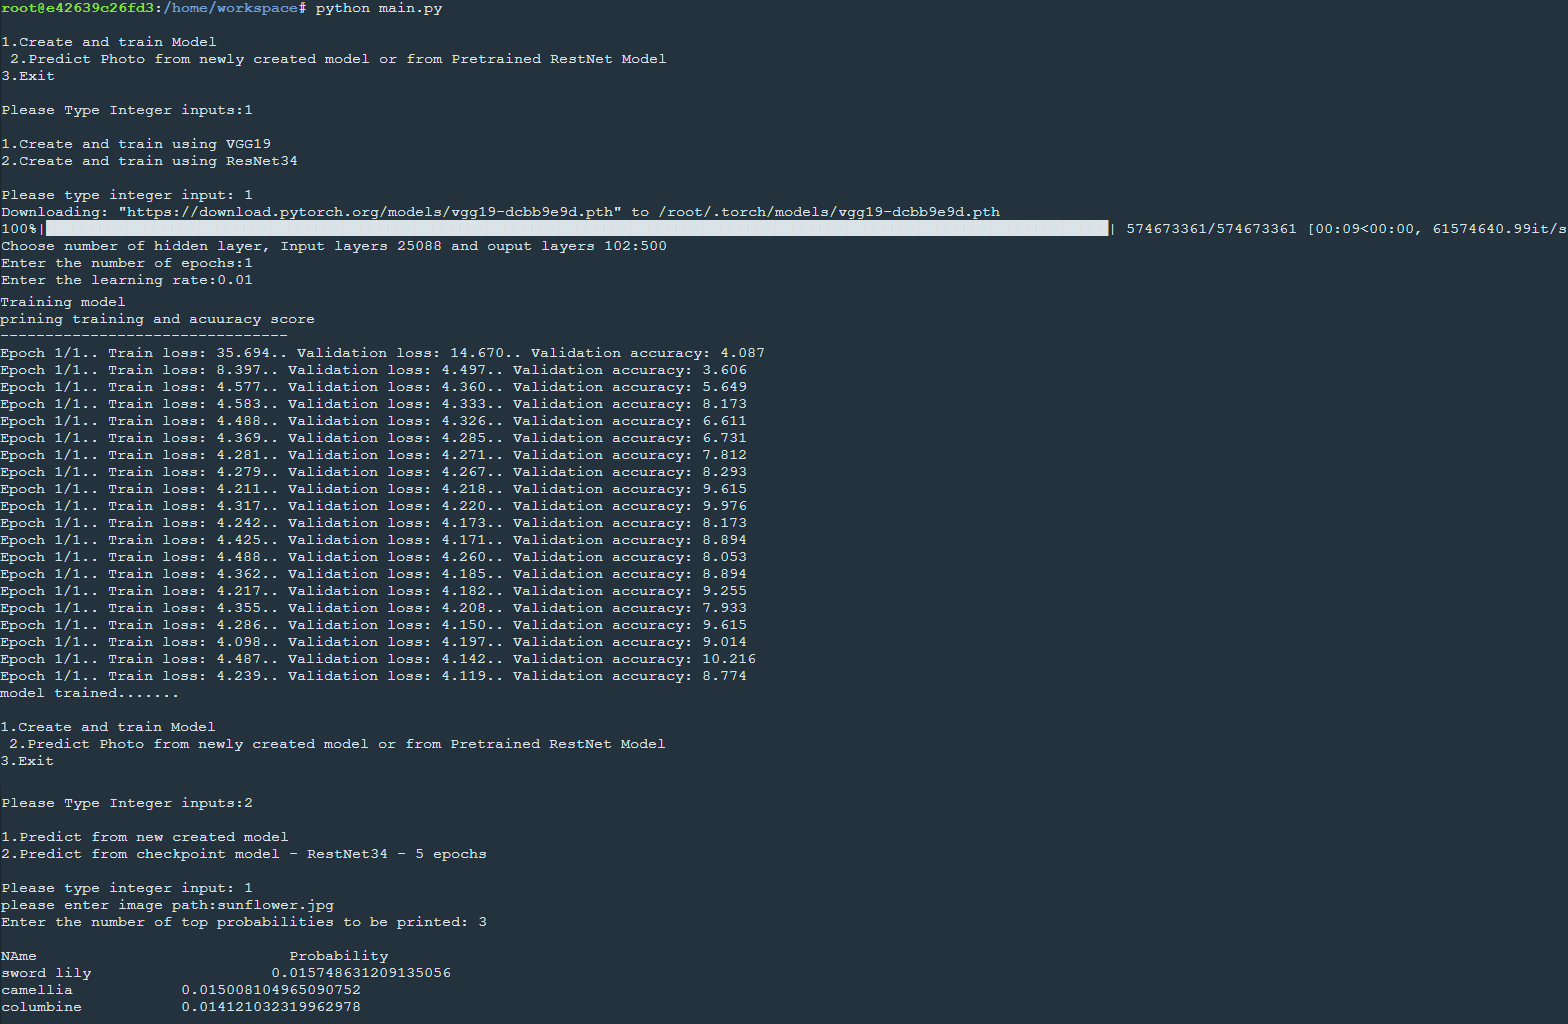 root@e42639c26fd3:/home/workspace# python main.py
1.Create and train Model
2.Predict Photo from newly created model or from Pretrained RestNet Model
3.Exit
Please Type Integer inputs:1
1.Create and train using VGG19
2.Create and train using ResNet34
Please type integer input: 1
Downloading: "https://download.pytorch.org/models/vgg19-dcbb9e9d.pth" to /root/.torch/models/vgg19-dcbb9e9d.pth
100%|██████████| 574673361/574673361 [00:09<00:00, 61574640.99it/s
Choose number of hidden layer, Input layers 25088 and ouput layers 102:500
Enter the number of epochs:1
Enter the learning rate:0.01
Training model
prining training and acuuracy score
--------------------------------
Epoch 1/1.. Train loss: 35.694.. Validation loss: 14.670.. Validation accuracy: 4.087
Epoch 1/1.. Train loss: 8.397.. Validation loss: 4.497.. Validation accuracy: 3.606
Epoch 1/1.. Train loss: 4.577.. Validation loss: 4.360.. Validation accuracy: 5.649
Epoch 1/1.. Train loss: 4.583.. Validation loss: 4.333.. Validation accuracy: 8.173
Epoch 1/1.. Train loss: 4.488.. Validation loss: 4.326.. Validation accuracy: 6.611
Epoch 1/1.. Train loss: 4.369.. Validation loss: 4.285.. Validation accuracy: 6.731
Epoch 1/1.. Train loss: 4.281.. Validation loss: 4.271.. Validation accuracy: 7.812
Epoch 1/1.. Train loss: 4.279.. Validation loss: 4.267.. Validation accuracy: 8.293
Epoch 1/1.. Train loss: 4.211.. Validation loss: 4.218.. Validation accuracy: 9.615
Epoch 1/1.. Train loss: 4.317.. Validation loss: 4.220.. Validation accuracy: 9.976
Epoch 1/1.. Train loss: 4.242.. Validation loss: 4.173.. Validation accuracy: 8.173
Epoch 1/1.. Train loss: 4.425.. Validation loss: 4.171.. Validation accuracy: 8.894
Epoch 1/1.. Train loss: 4.488.. Validation loss: 4.260.. Validation accuracy: 8.053
Epoch 1/1.. Train loss: 4.362.. Validation loss: 4.185.. Validation accuracy: 8.894
Epoch 1/1.. Train loss: 4.217.. Validation loss: 4.182.. Validation accuracy: 9.255
Epoch 1/1.. Train loss: 4.355.. Validation loss: 4.208.. Validation accuracy: 7.933
Epoch 1/1.. Train loss: 4.286.. Validation loss: 4.150.. Validation accuracy: 9.615
Epoch 1/1.. Train loss: 4.098.. Validation loss: 4.197.. Validation accuracy: 9.014
Epoch 1/1.. Train loss: 4.487.. Validation loss: 4.142.. Validation accuracy: 10.216
Epoch 1/1.. Train loss: 4.239.. Validation loss: 4.119.. Validation accuracy: 8.774
model trained.......
1.Create and train Model
2.Predict Photo from newly created model or from Pretrained RestNet Model
3.Exit
Please Type Integer inputs:2
1.Predict from new created model
2.Predict from checkpoint model - RestNet34 - 5 epochs
Please type integer input: 1
please enter image path:sunflower.jpg
Enter the number of top probabilities to be printed: 3
NAme Probability
sword lily 0.015748631209135056
camellia 0.015008104965090752
columbine 0.014121032319962978